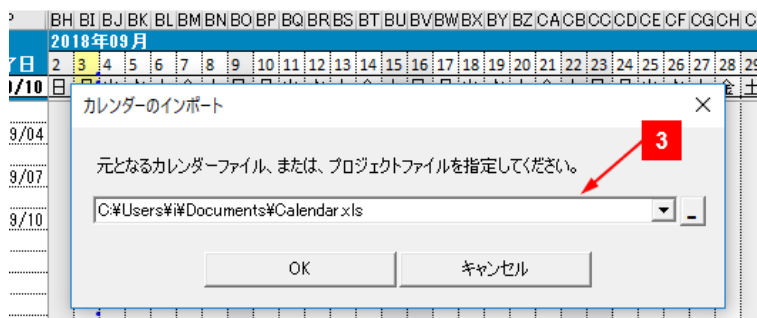 BH BI BJ BK BL BM BN BO BP BQ BR BS BT BU BV BW BX BY BZ CA CB CC CD CE CF CG CH C
2018年09月
日 2 3 4 5 6 7 8 9 10 11 12 13 14 15 16 17 18 19 20 21 22 23 24 25 26 27 28 29
/10 日 金 土
カレンダーのインポート
3
9/04
元となるカレンダーファイル、または、プロジェクトファイルを指定してください。
9/07
C:¥Users¥i¥Documents¥Calendar.xls
9/10
OK キャンセル